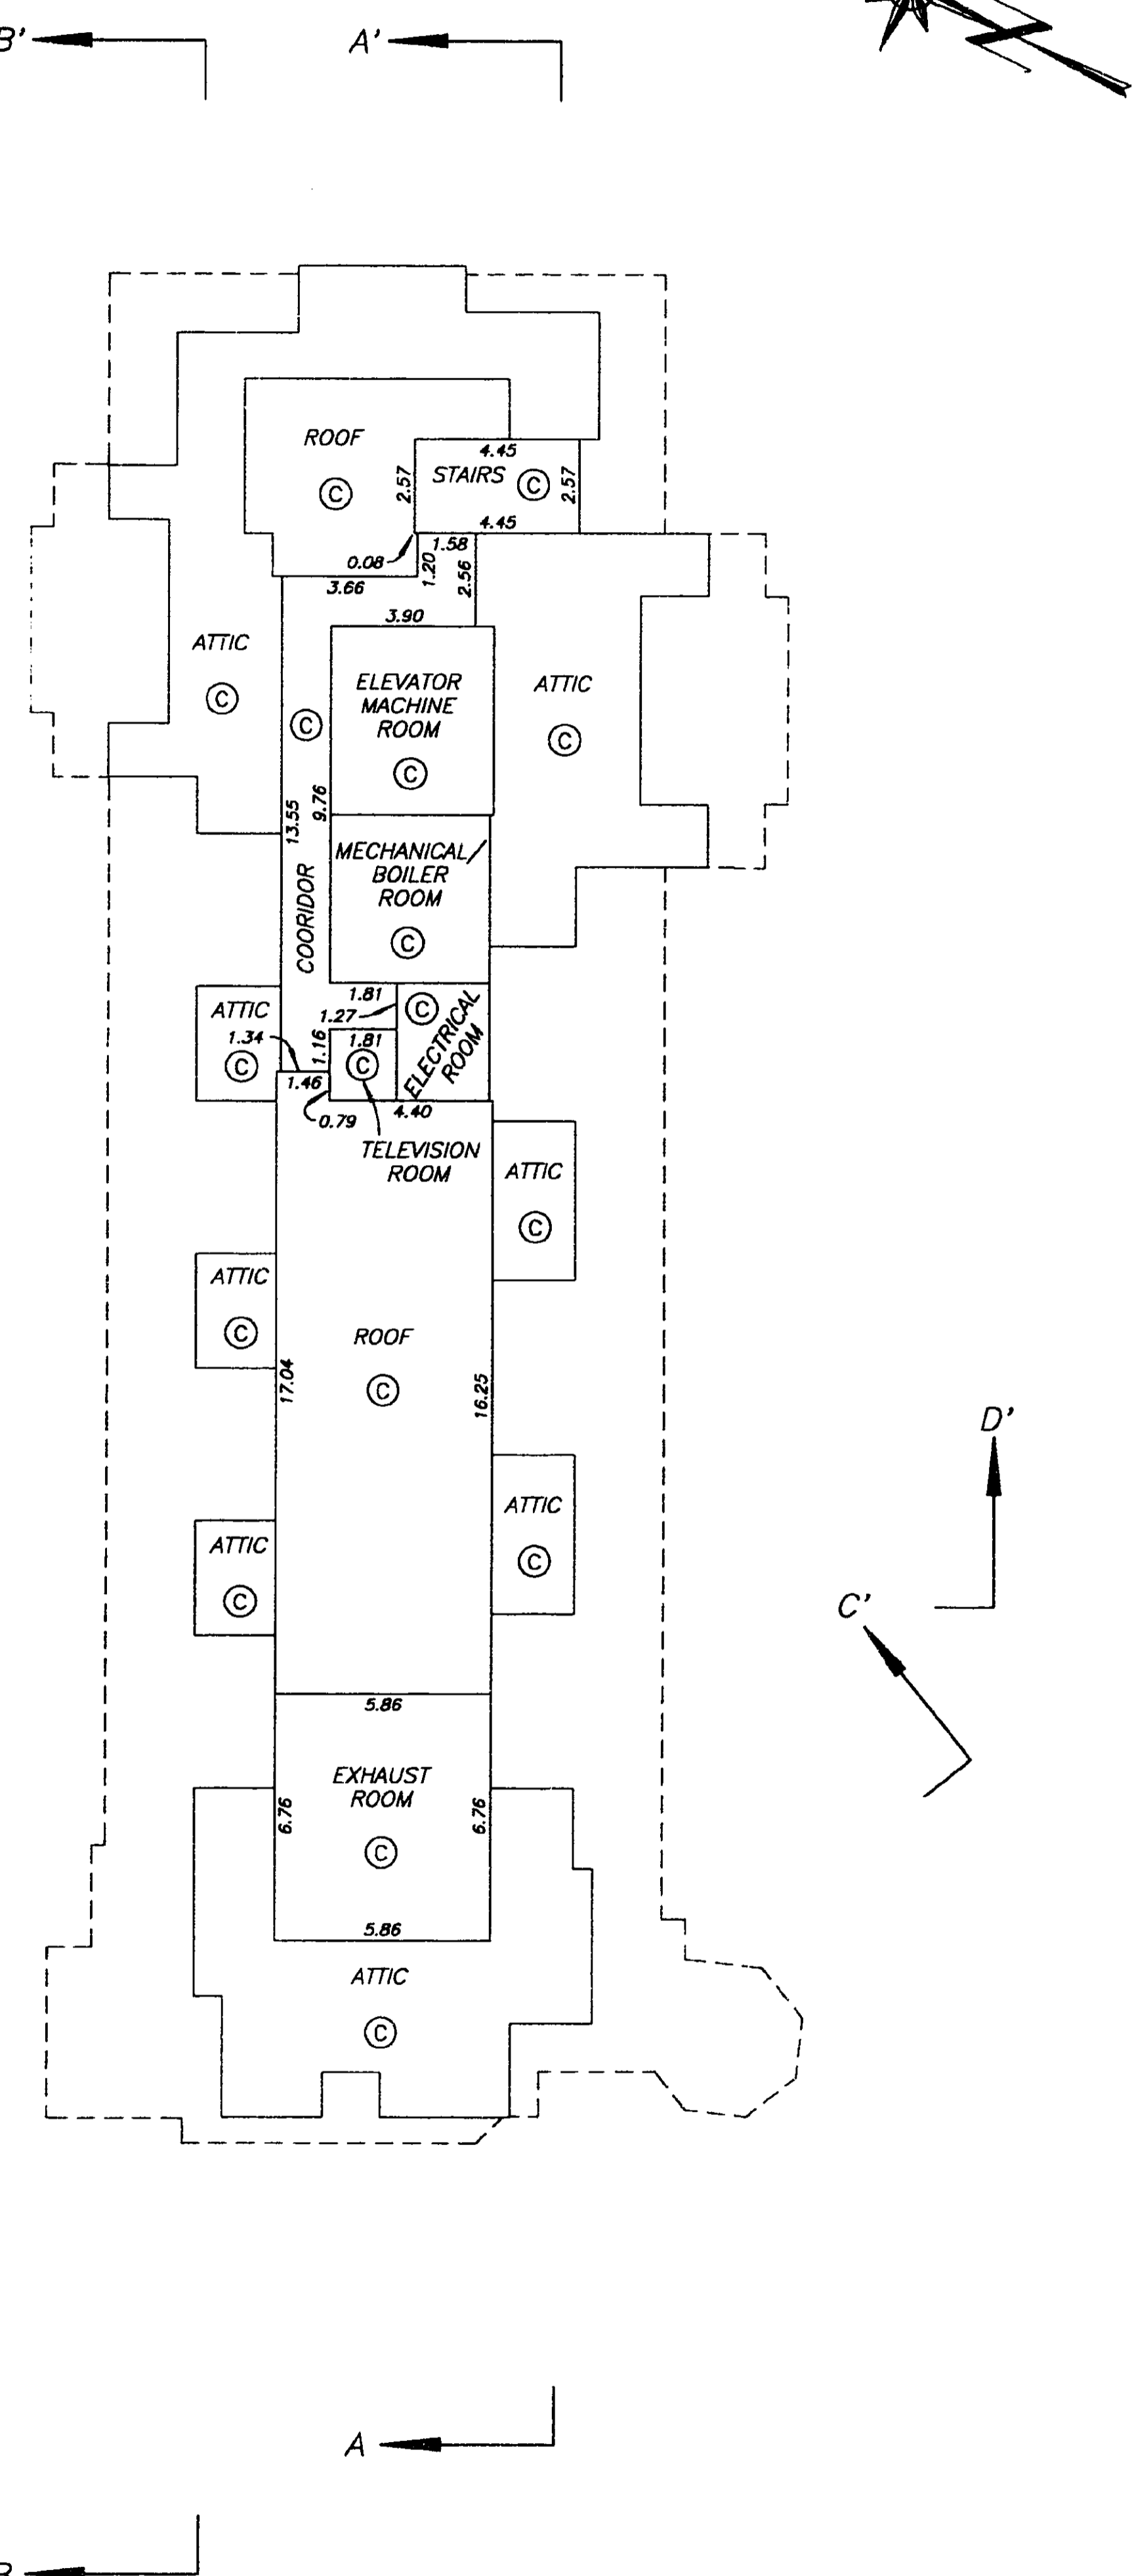 B'
A'
ROOF
C
4.45
STAIRS
C
2.57
2.57
4.45
0.08
1.58
1.20
2.56
3.66
3.90
ATTIC
C
C
ELEVATOR
MACHINE
ROOM
C
ATTIC
C
13.55
9.76
COORIDOR
MECHANICAL/
BOILER
ROOM
C
1.81
1.27
C
ELECTRICAL
ROOM
ATTIC
1.34
C
1.16
1.81
C
1.46
0.79
4.40
TELEVISION
ROOM
ATTIC
C
ATTIC
C
ROOF
C
17.04
16.25
D'
ATTIC
C
ATTIC
C
C'
5.86
EXHAUST
ROOM
6.76
6.76
C
5.86
ATTIC
C
A